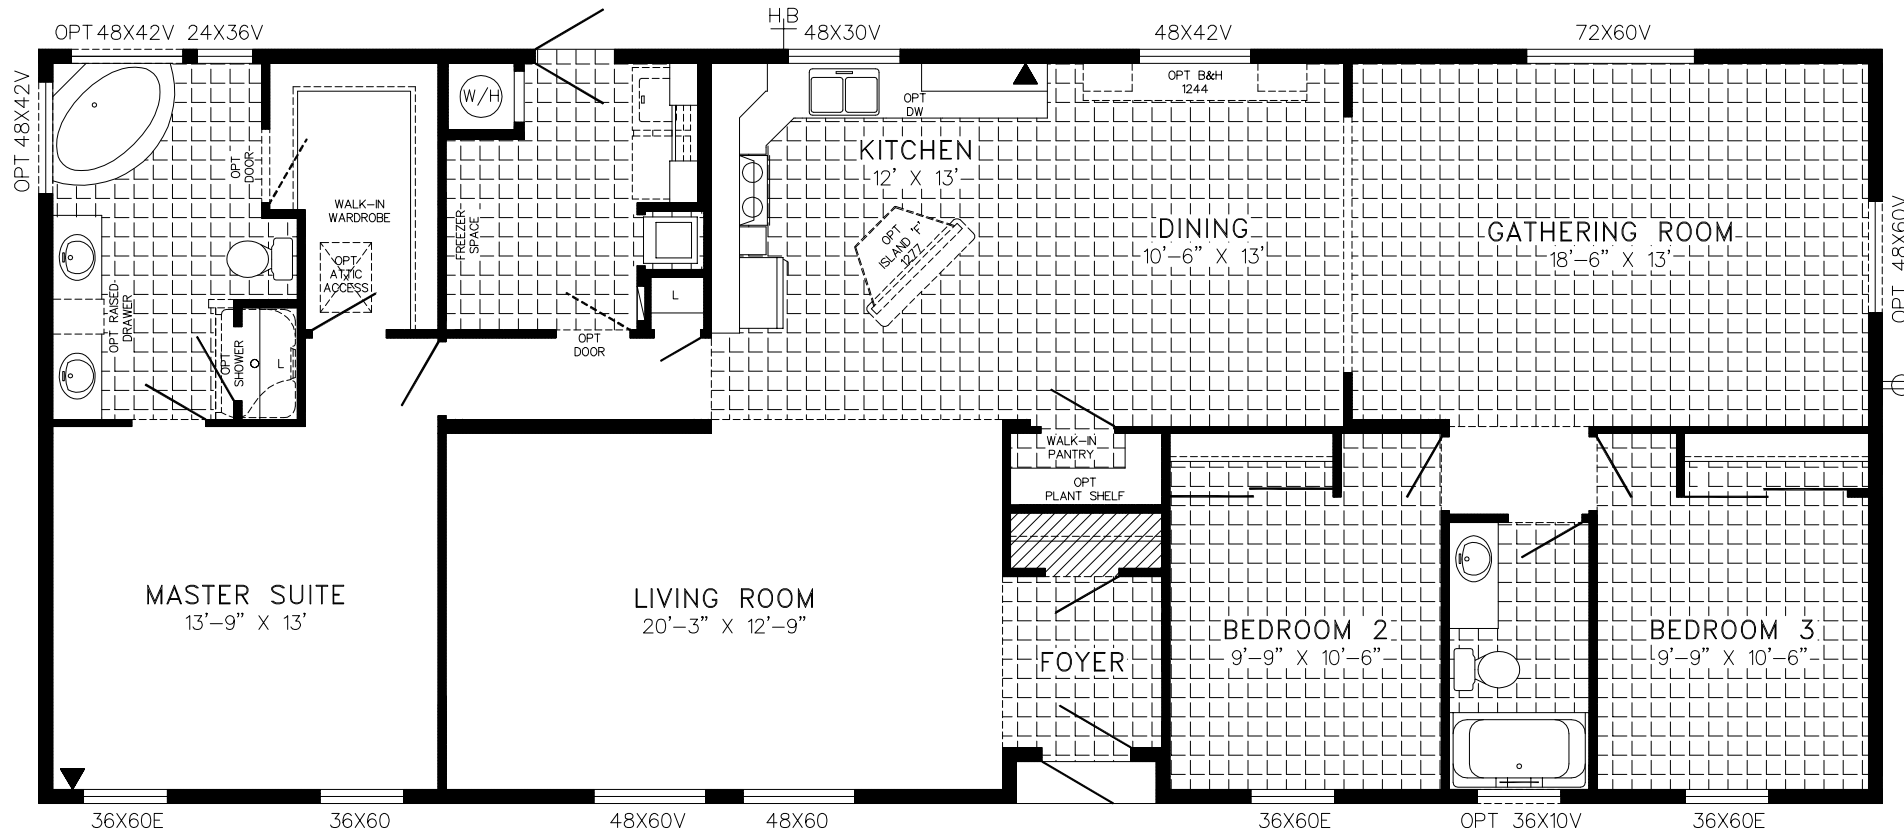 OPT 48X42V
24X36V
H B
48X30V
48X42V
72X60V
OPT 48X42V
W/H
OPT B&H
1244
OPT
DW
OPT
DOOR
KITCHEN
12' X 13'
WALK-IN
WARDROBE
FREEZER
SPACE
OPT
ISLAND "F"
1277
DINING
10'-6" X 13'
GATHERING ROOM
18'-6" X 13'
OPT 48X60V
OPT
ATTIC
ACCESS
L
OPT RAISED
DRAWER
OPT
SHOWER
L
OPT
DOOR
WALK-IN
PANTRY
OPT
PLANT SHELF
MASTER SUITE
13'-9" X 13'
LIVING ROOM
20'-3" X 12'-9"
FOYER
BEDROOM 2
9'-9" X 10'-6"
BEDROOM 3
9'-9" X 10'-6"
36X60E
36X60
48X60V
48X60
36X60E
OPT 36X10V
36X60E